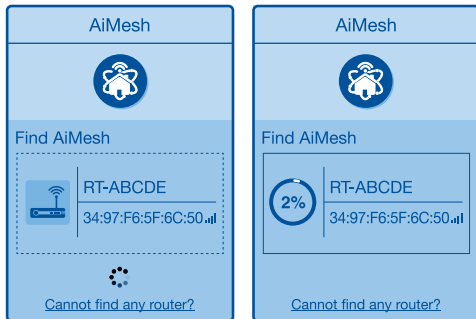 AiMesh
Find AiMesh
RT-ABCDE
34:97:F6:5F:6C:50
Cannot find any router?
AiMesh
Find AiMesh
2%
RT-ABCDE
34:97:F6:5F:6C:50
Cannot find any router?